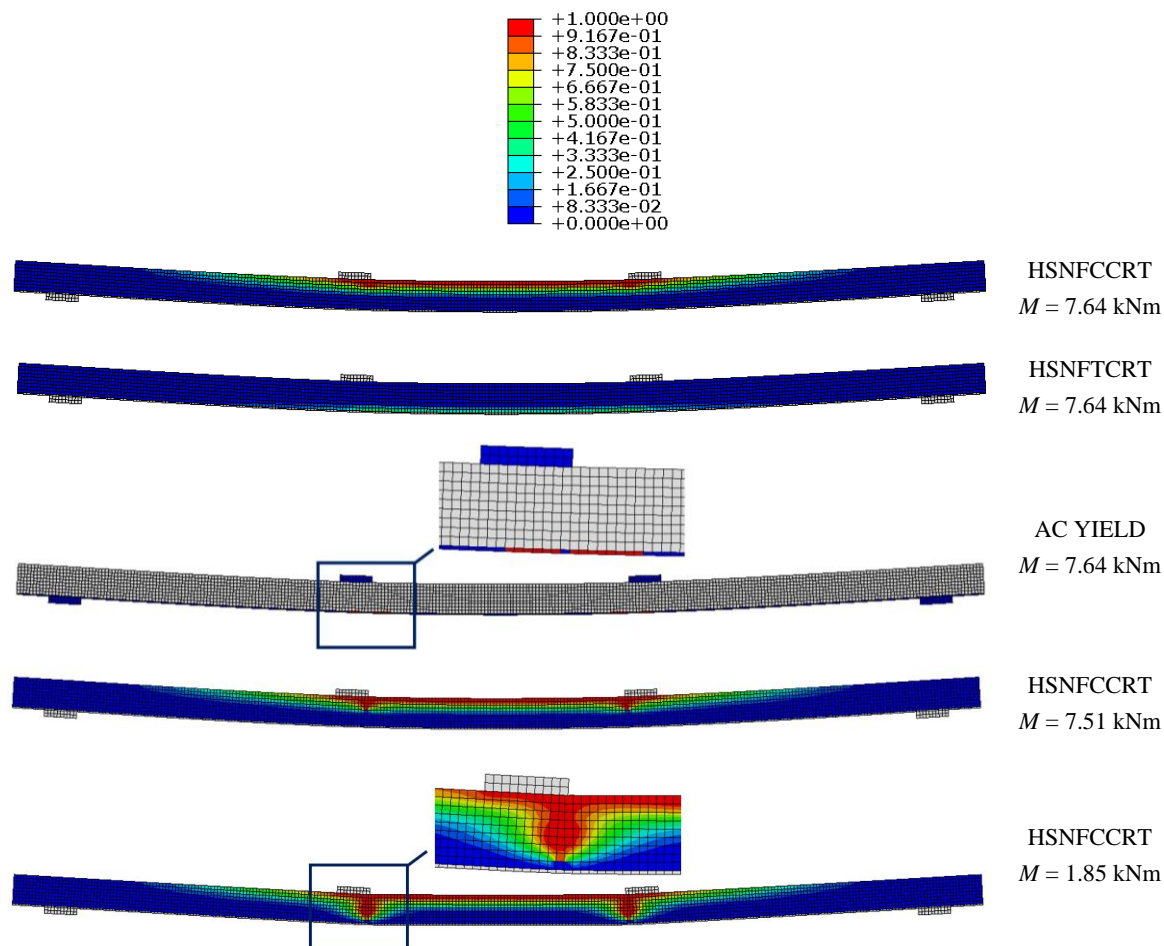 +1.000e+00
+9.167e-01
+8.333e-01
+7.500e-01
+6.667e-01
+5.833e-01
+5.000e-01
+4.167e-01
+3.333e-01
+2.500e-01
+1.667e-01
+8.333e-02
+0.000e+00
HSNFCCRT
M = 7.64 kNm
HSNFTCRT
M = 7.64 kNm
AC YIELD
M = 7.64 kNm
HSNFCCRT
M = 7.51 kNm
HSNFCCRT
M = 1.85 kNm